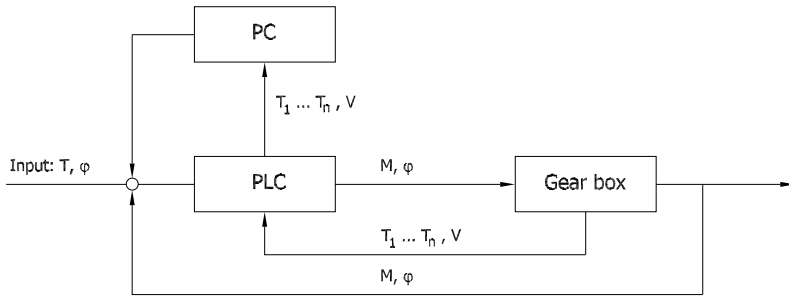 PC
T₁ ... Tₙ , V
Input: T, φ
PLC
M, φ
Gear box
T₁ ... Tₙ , V
M, φ